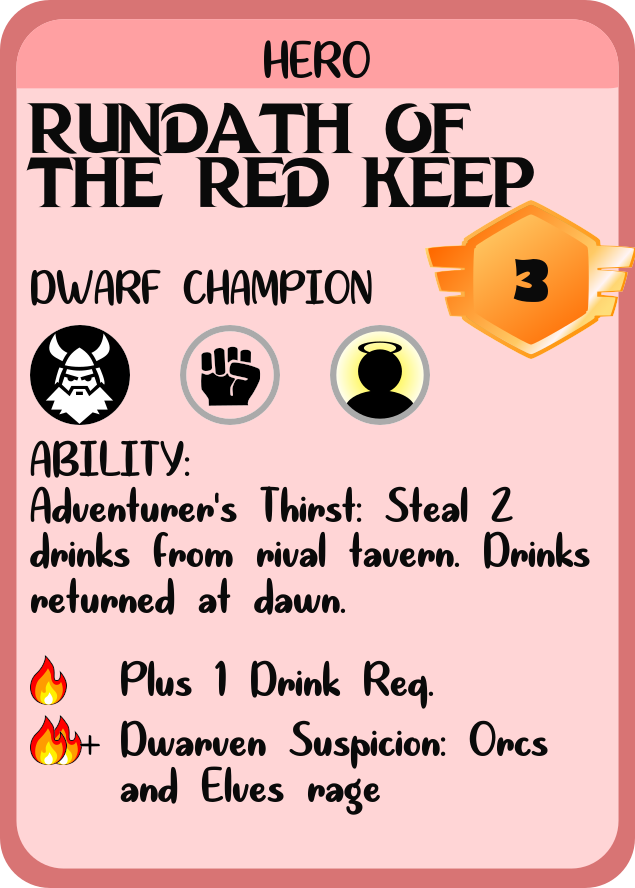 HERO
RUNDATH OF
THE RED KEEP
3
DWARF CHAMPION
ABILITY:
Adventurer's Thirst: Steal 2
drinks from rival tavern. Drinks
returned at dawn.
Plus 1 Drink Req.
+ Dwarven Suspicion: Orcs
and Elves rage